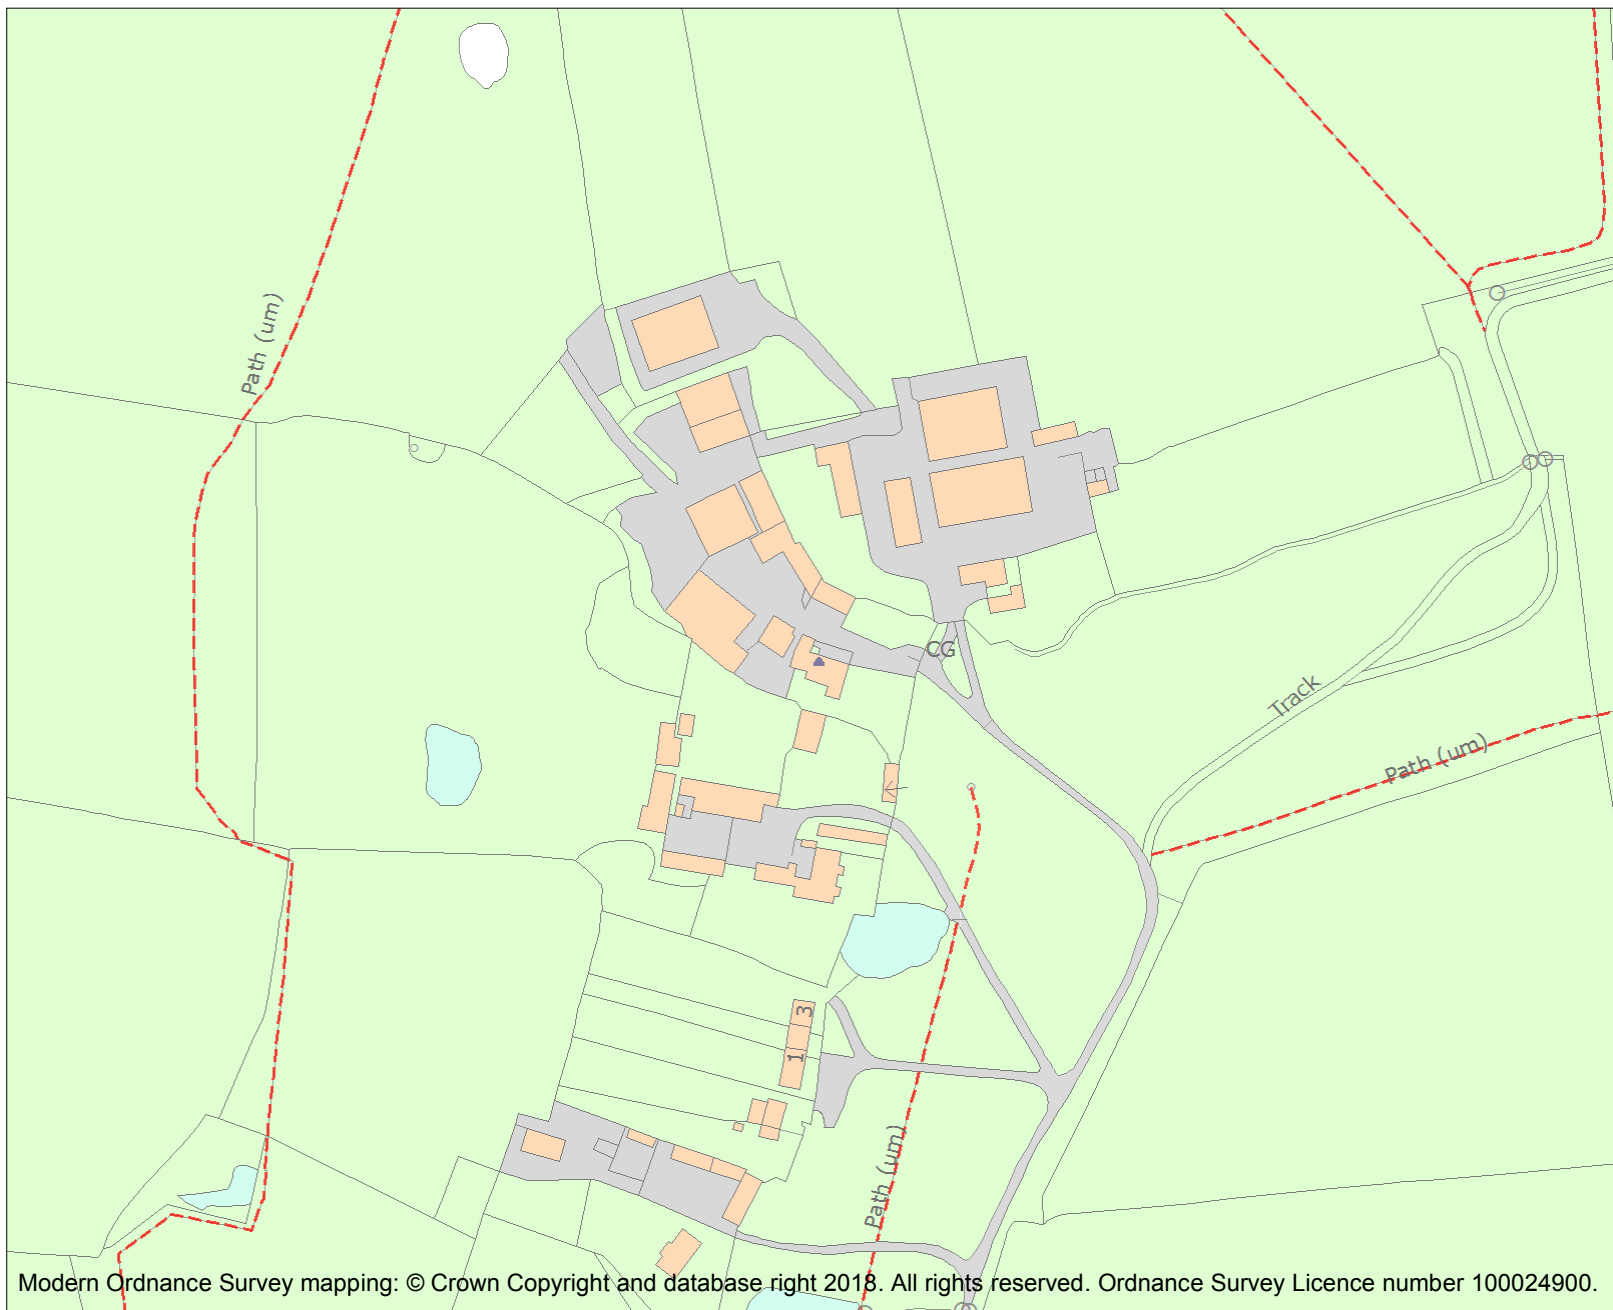 Path (um)
CG
Track
Path (um)
3
1
Path (um)
Modern Ordnance Survey mapping: © Crown Copyright and database right 2018. All rights reserved. Ordnance Survey Licence number 100024900.